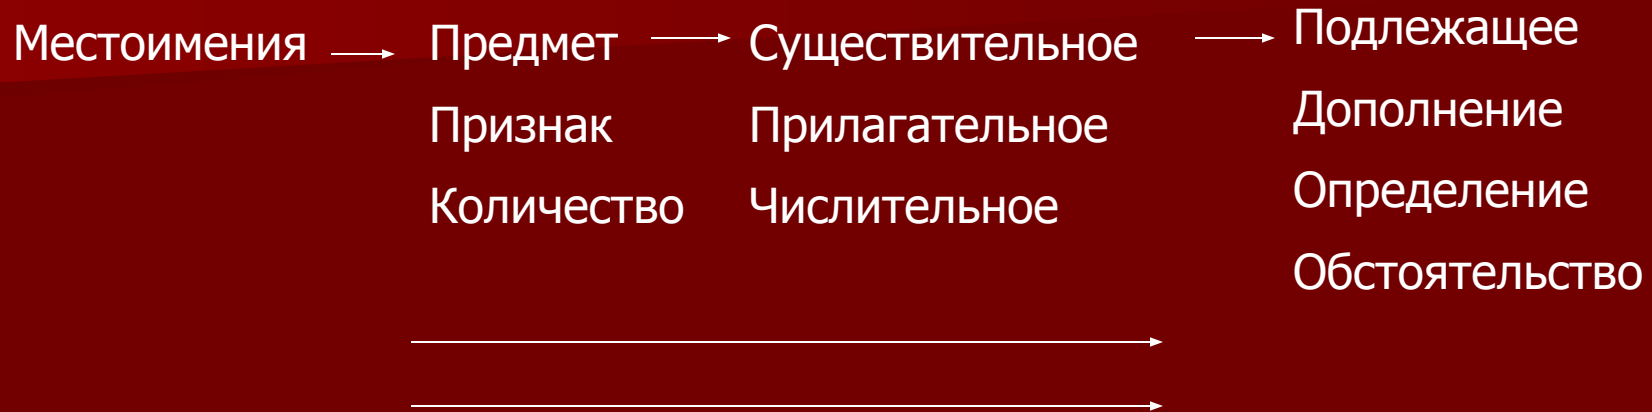 Местоимения Предмет Существительное Подлежащее
Признак Прилагательное Дополнение
Количество Числительное Определение
Обстоятельство